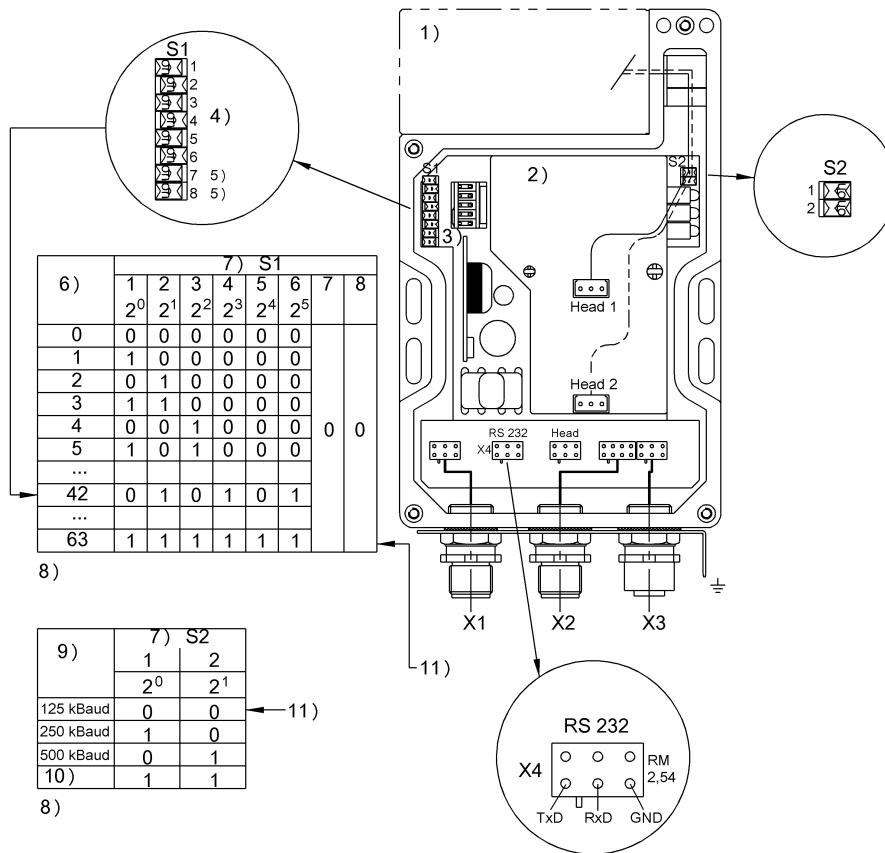 1)
S1
1
2
3
4
4)
5
6
7 5)
8 5)
S1
3)
2)
S2
Head 1
Head 2
RS 232
X4
Head
X1
X2
X3
S2
1
2
6) 7) S1
1 2 3 4 5 6 7 8
2⁰ 2¹ 2² 2³ 2⁴ 2⁵
0 0 0 0 0 0 0
1 1 0 0 0 0 0
2 0 1 0 0 0 0
3 1 1 0 0 0 0
4 0 0 1 0 0 0 0 0
5 1 0 1 0 0 0
...
42 0 1 0 1 0 1
...
63 1 1 1 1 1 1
8)
11)
9) 7) S2
1 2
2⁰ 2¹
125 kBaud 0 0
11)
250 kBaud 1 0
500 kBaud 0 1
10) 1 1
8)
RS 232
X4
RM
2,54
TxD RxD GND